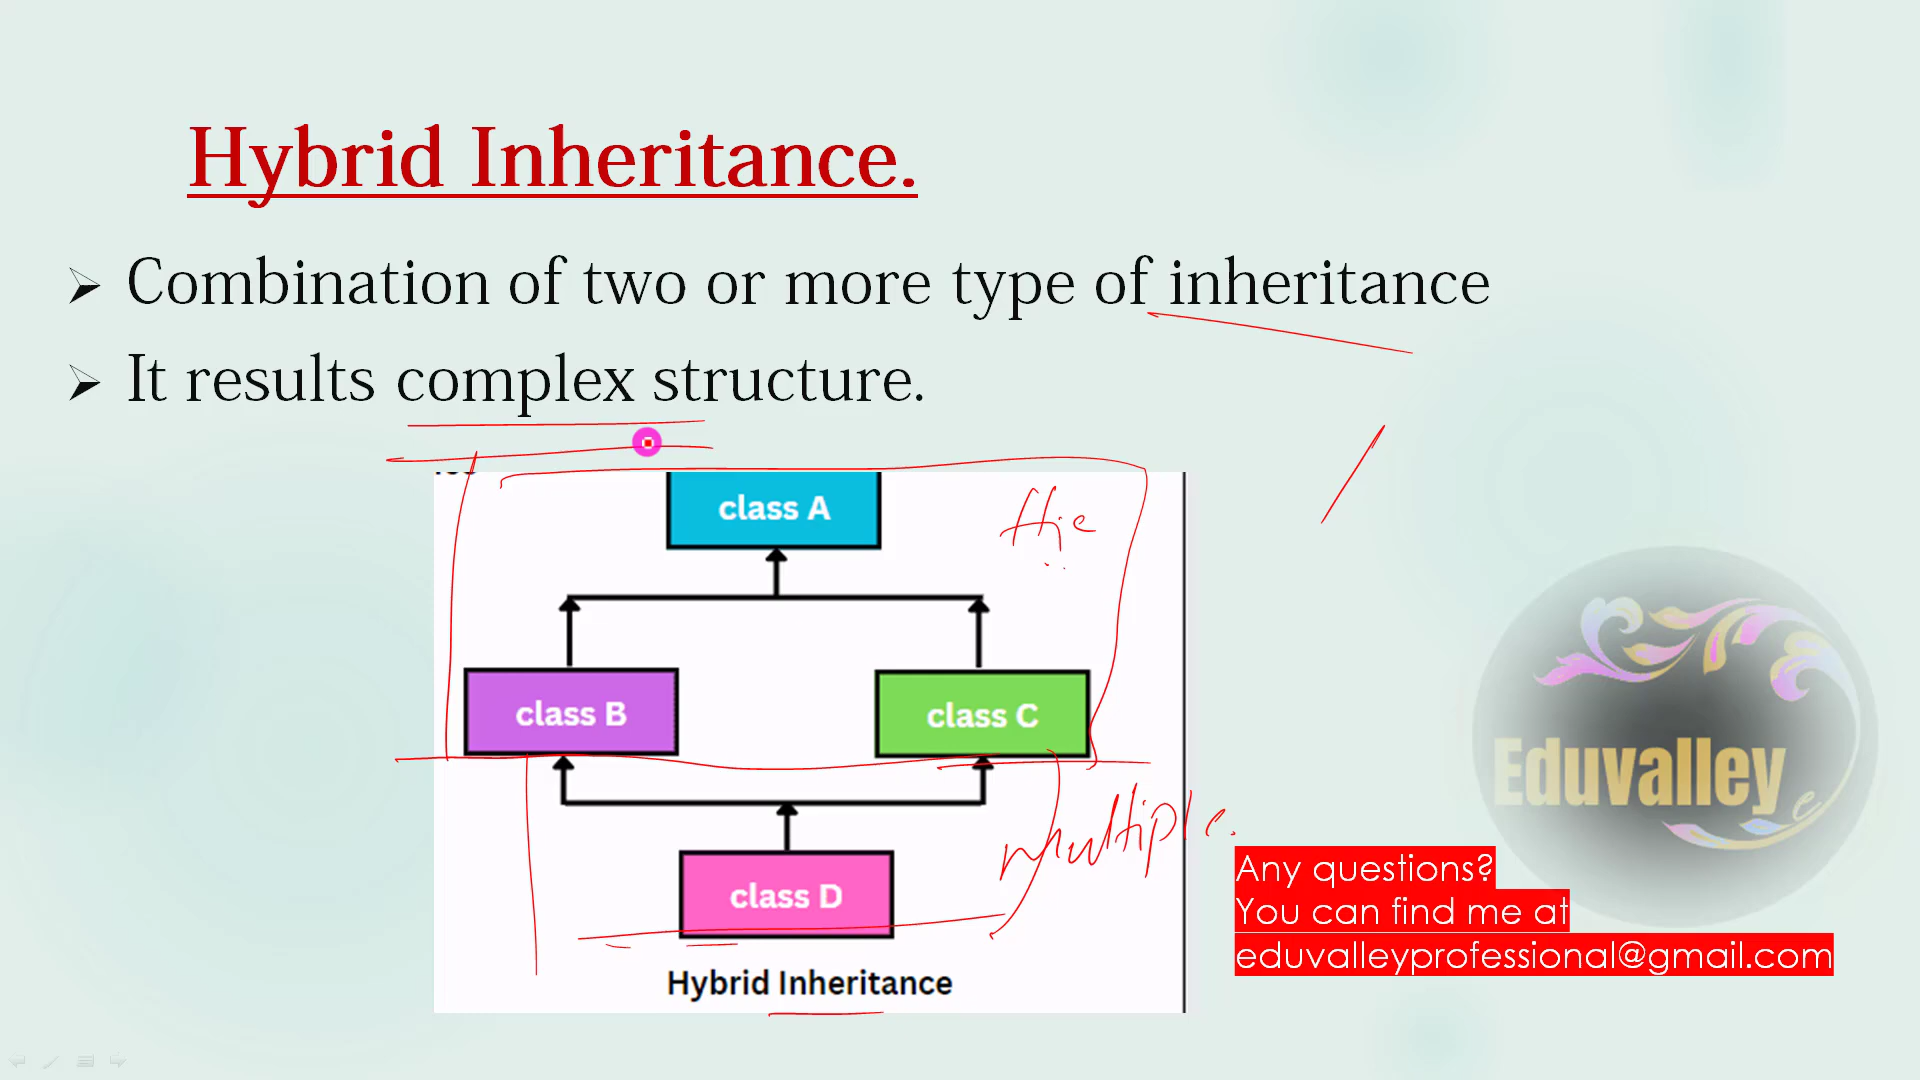 Hybrid Inheritance.
➢ Combination of two or more type of inheritance
➢ It results complex structure.
class A
Hie
class B
class C
multiple.
class D
Hybrid Inheritance
Eduvalley
Any questions?
You can find me at
eduvalleyprofessional@gmail.com